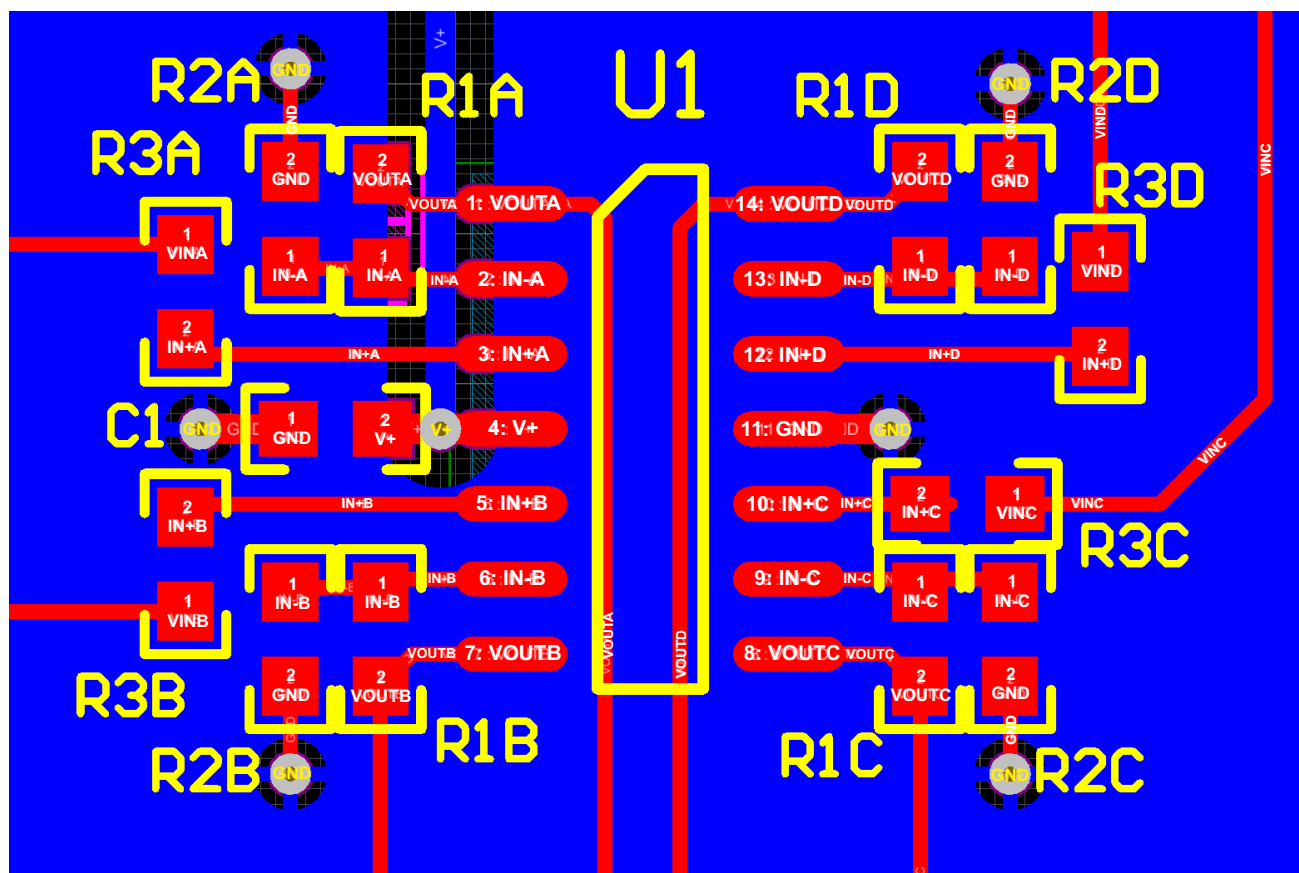 V+
U1
R2A
GND
R1A
R1D
GND
R2D
R3A
GND
GND
VIND
VINC
2
GND
2
VOUTA
2
VOUTD
2
GND
R3D
VOUTA
1: VOUTA
14: VOUTD
VOUTD
1
VINA
1
IN-A
1
IN-A
IN-A
2: IN-A
13: IN-D
IN-D
1
IN-D
1
IN-D
1
VIND
2
IN+A
IN+A
3: IN+A
12: IN+D
IN+D
2
IN+D
C1
GND
GND
1
GND
2
V+
V+
4: V+
11: GND
GND
VINC
2
IN+B
IN+B
5: IN+B
10: IN+C
IN+C
2
IN+C
1
VINC
VINC
R3C
1
IN-B
1
IN-B
IN-B
6: IN-B
9: IN-C
IN-C
1
IN-C
1
IN-C
1
VINB
VOUTB
7: VOUTB
VOUTA
VOUTD
8: VOUTC
VOUTC
R3B
2
GND
2
VOUTB
2
VOUTC
2
GND
GND
R1B
GND
R1C
R2B
GND
GND
R2C